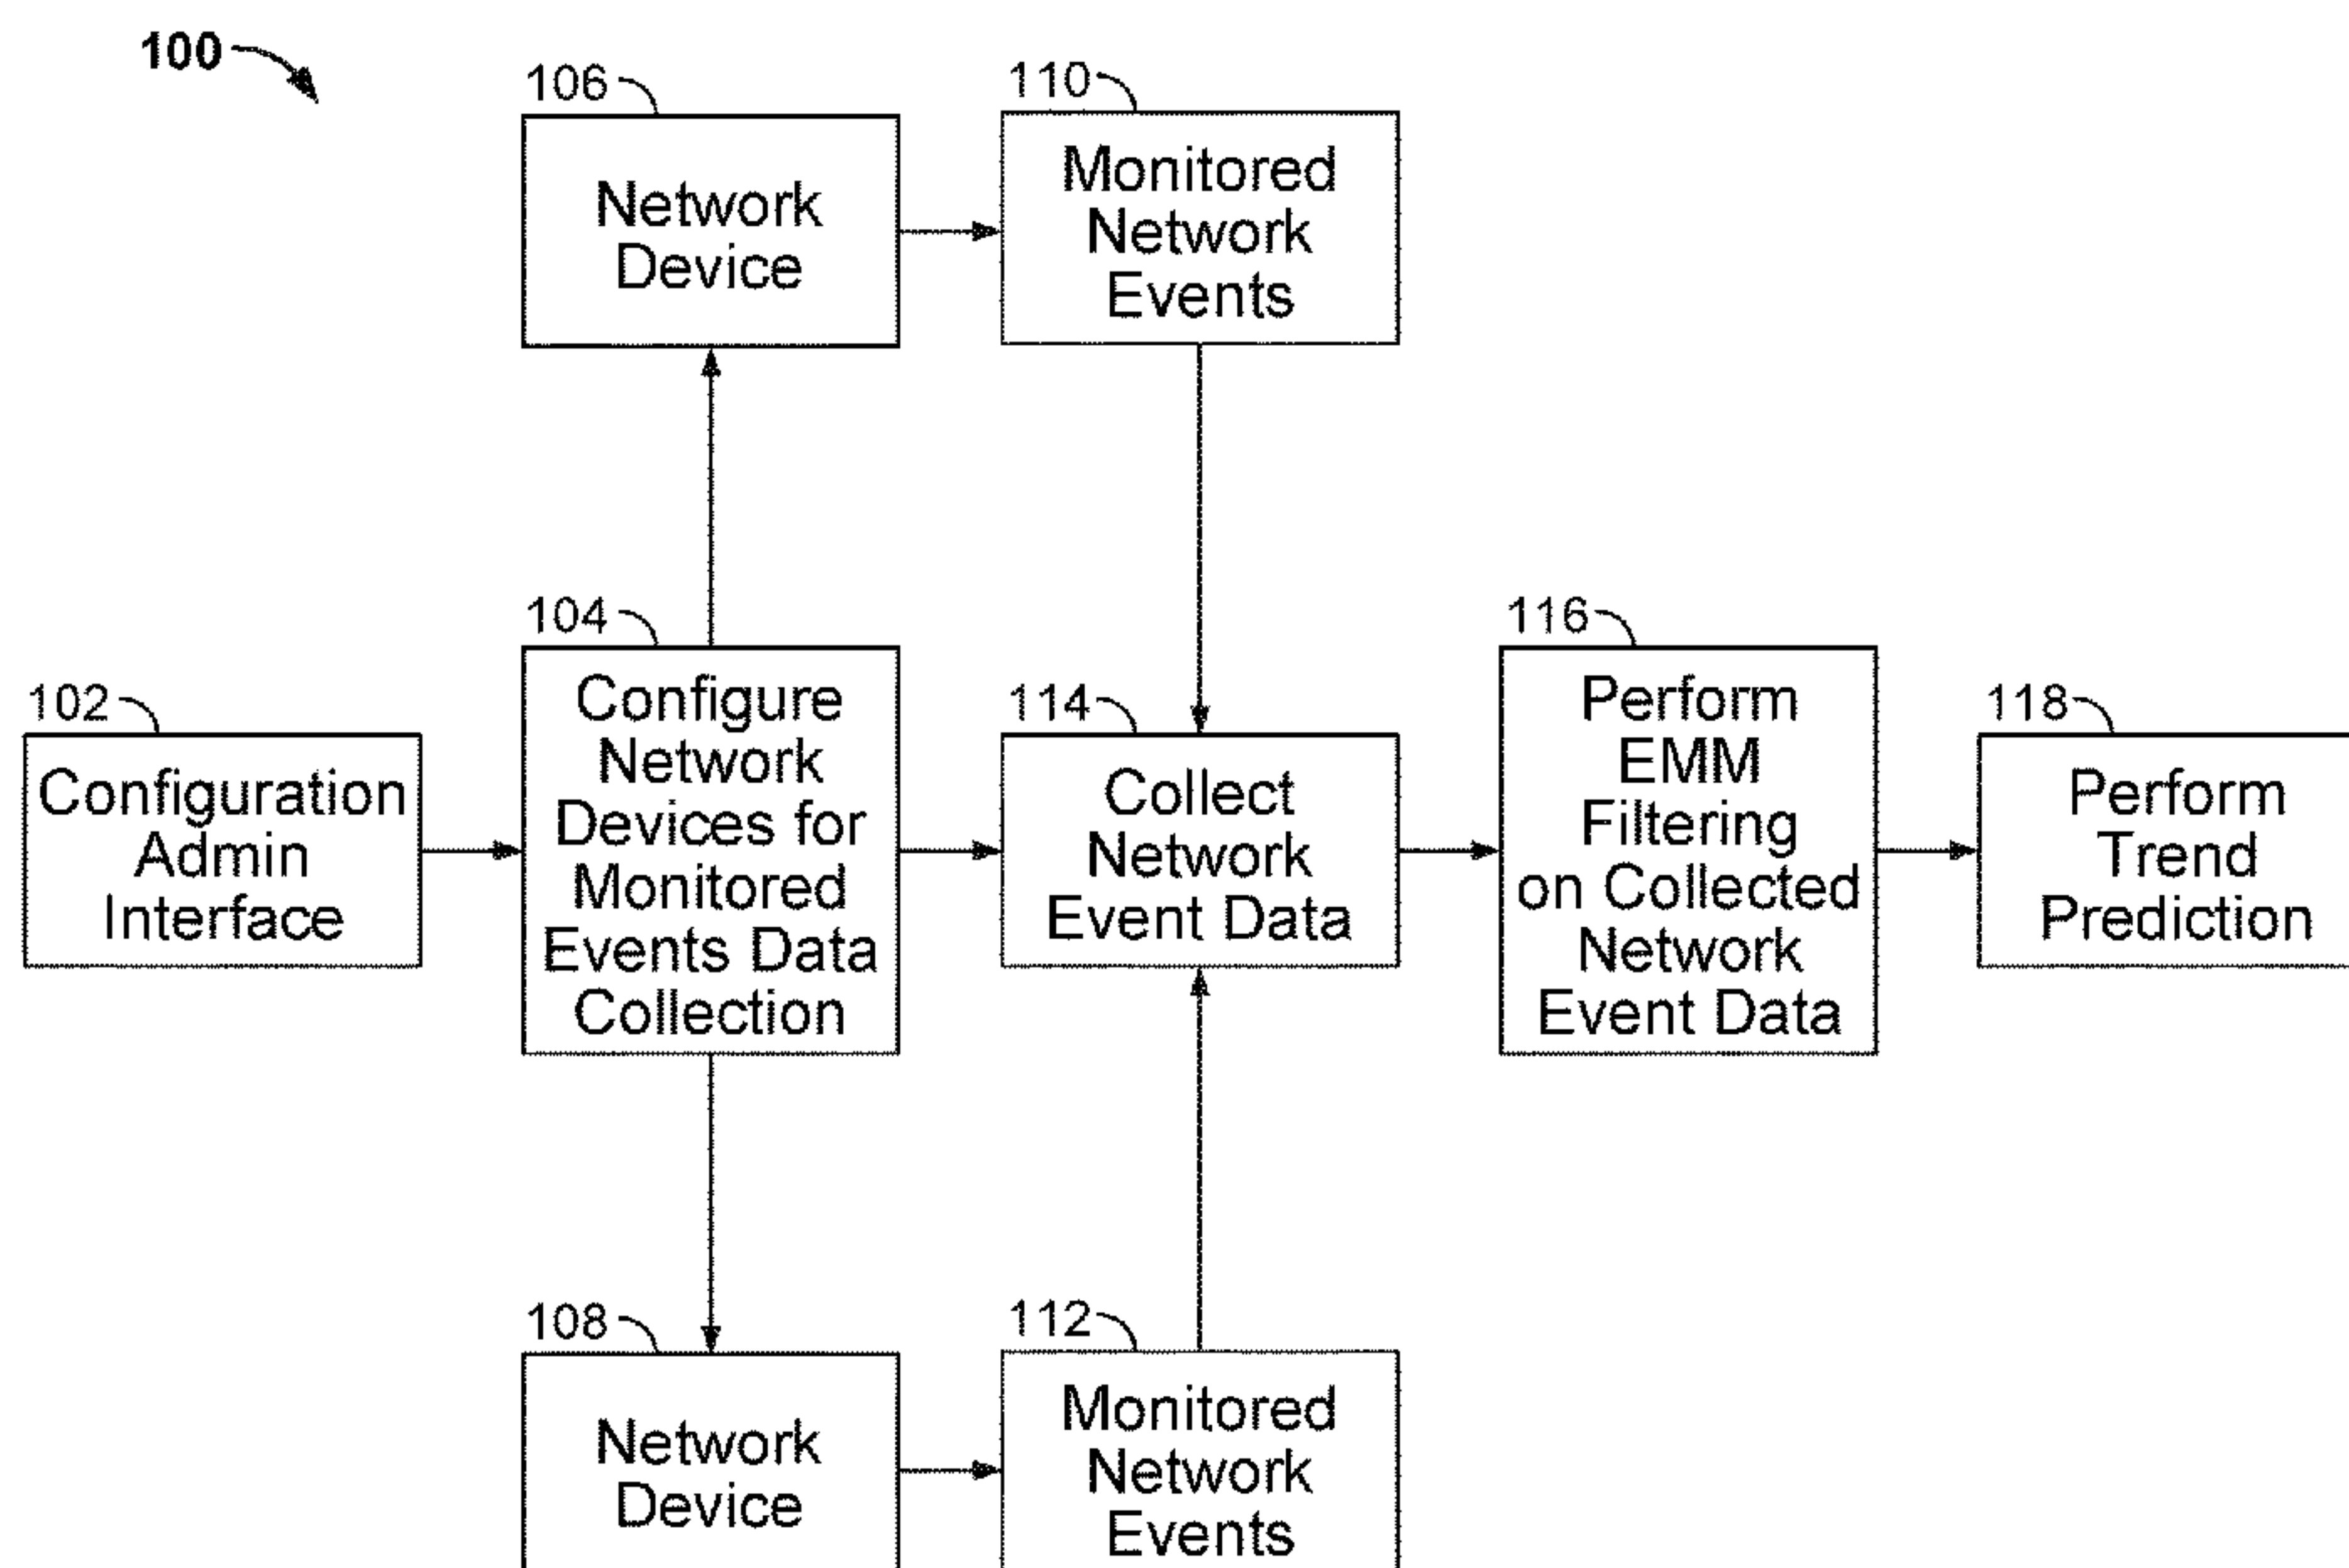 100
106
Network
Device
110
Monitored
Network
Events
102
Configuration
Admin
Interface
104
Configure
Network
Devices for
Monitored
Events Data
Collection
114
Collect
Network
Event Data
116
Perform
EMM
Filtering
on Collected
Network
Event Data
118
Perform
Trend
Prediction
108
Network
Device
112
Monitored
Network
Events